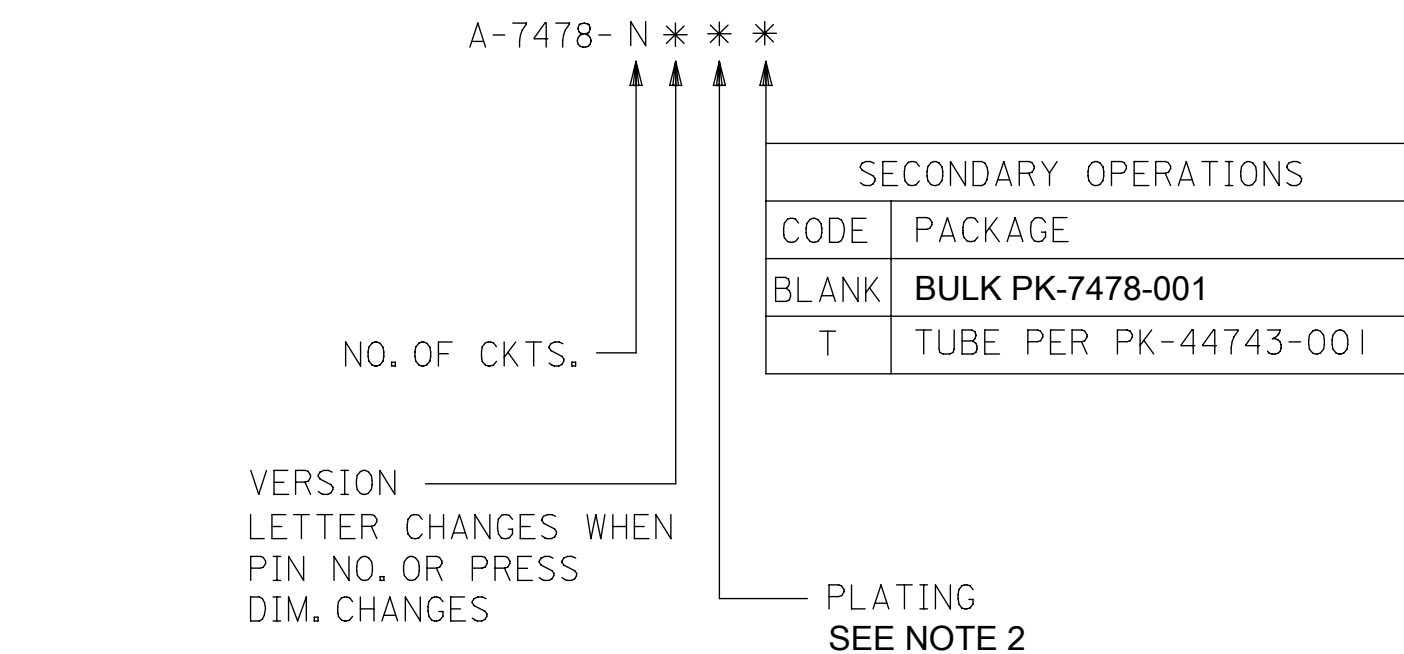 A-7478- N * * *
SECONDARY OPERATIONS
CODE PACKAGE
BLANK BULK PK-7478-001
T TUBE PER PK-44743-001
NO. OF CKTS.
VERSION
LETTER CHANGES WHEN
PIN NO. OR PRESS
DIM. CHANGES
PLATING
SEE NOTE 2